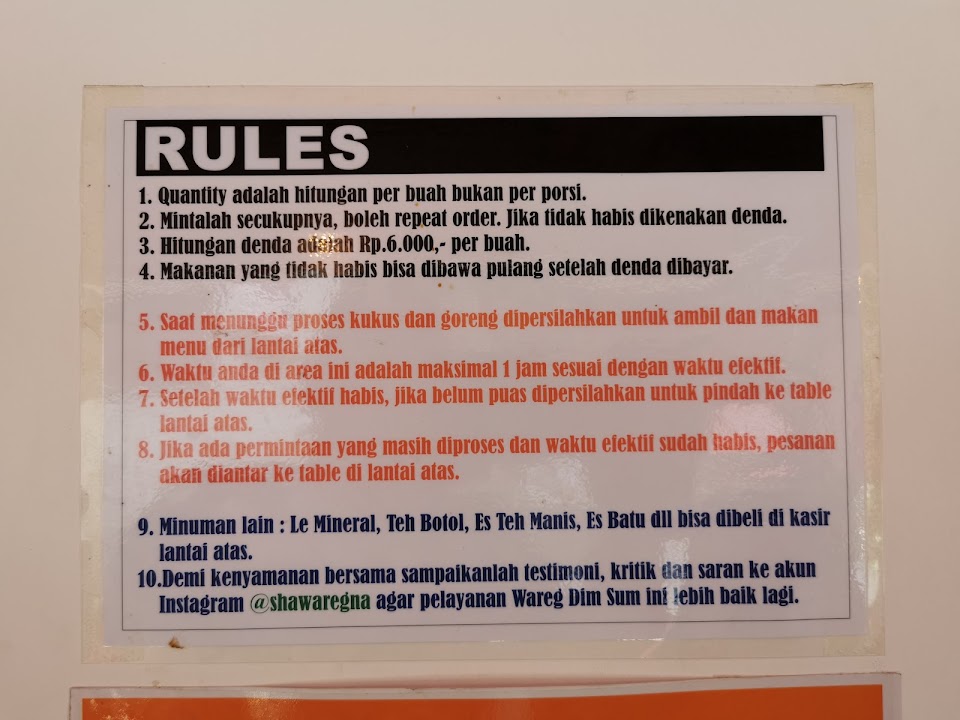 RULES
1. Quantity adalah hitungan per buah bukan per porsi.
2. Mintalah secukupnya, boleh repeat order. Jika tidak habis dikenakan denda.
3. Hitungan denda adalah Rp.6.000,- per buah.
4. Makanan yang tidak habis bisa dibawa pulang setelah denda dibayar.
5. Saat menunggu proses kukus dan goreng dipersilahkan untuk ambil dan makan
menu dari lantai atas.
6. Waktu anda di area ini adalah maksimal 1 jam sesuai dengan waktu efektif.
7. Setelah waktu efektif habis, jika belum puas dipersilahkan untuk pindah ke table
lantai atas.
8. Jika ada permintaan yang masih diproses dan waktu efektif sudah habis, pesanan
akan diantar ke table di lantai atas.
9. Minuman lain : Le Mineral, Teh Botol, Es Teh Manis, Es Batu dll bisa dibeli di kasir
lantai atas.
10.Demi kenyamanan bersama sampaikanlah testimoni, kritik dan saran ke akun
Instagram @shawaregna agar pelayanan Wareg Dim Sum ini lebih baik lagi.